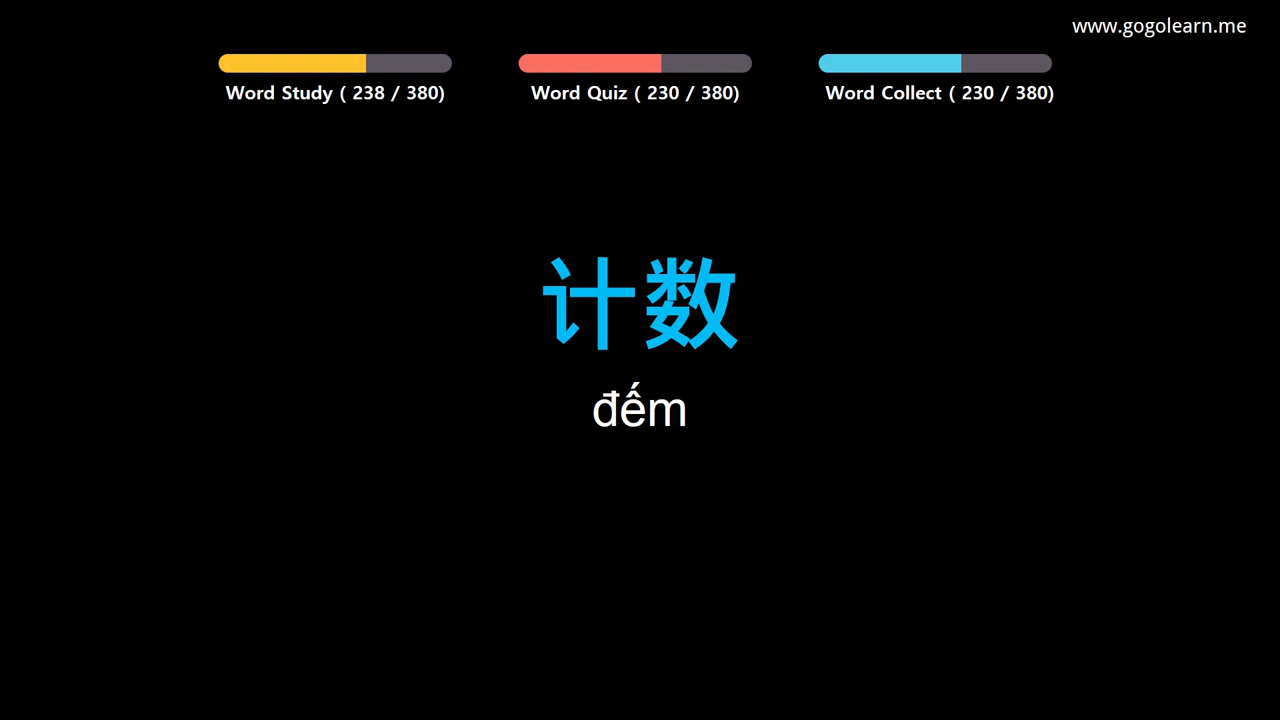 www.gogolearn.me
Word Study ( 238 / 380)
Word Quiz ( 230 / 380)
Word Collect ( 230 / 380)
计数
đếm